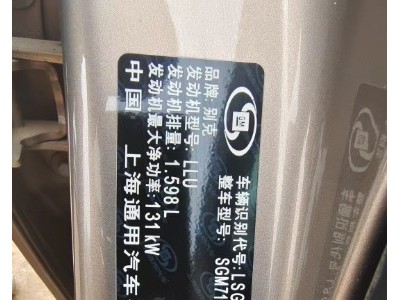 品牌:别克
发动机型号:LLU
发动机排量:1.598L
发动机最大净功率:131kW
中国
上海通用汽车
GM
车辆识别代号:LSG
整车型号: SGM71